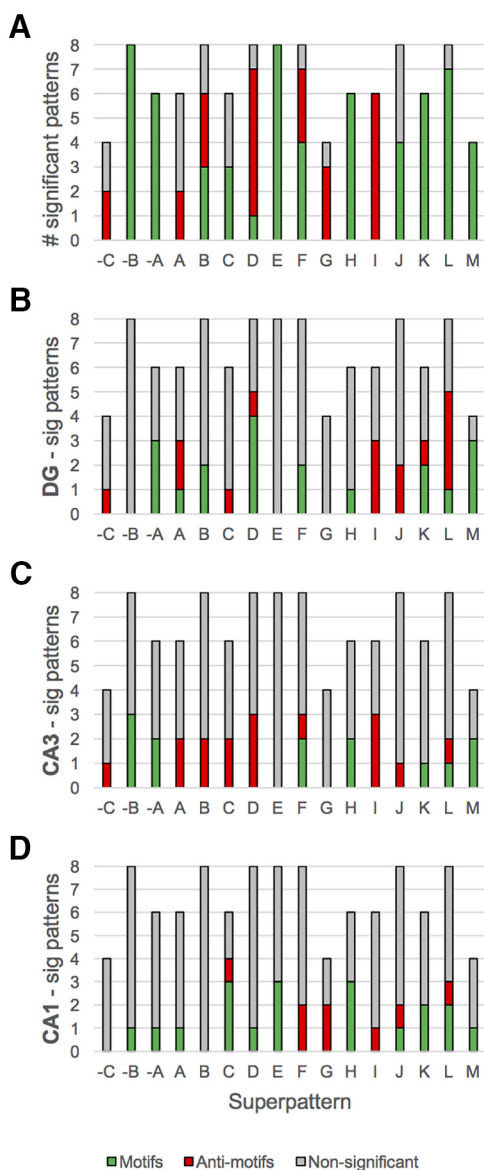 A
# significant patterns
8
7
6
5
4
3
2
1
0
-C -B -A A B C D E F G H I J K L M
B
DG - sig patterns
8
7
6
5
4
3
2
1
0
-C -B -A A B C D E F G H I J K L M
C
CA3 - sig patterns
8
7
6
5
4
3
2
1
0
-C -B -A A B C D E F G H I J K L M
D
CA1 - sig patterns
8
7
6
5
4
3
2
1
0
-C -B -A A B C D E F G H I J K L M
Superpattern
Motifs Anti-motifs Non-significant